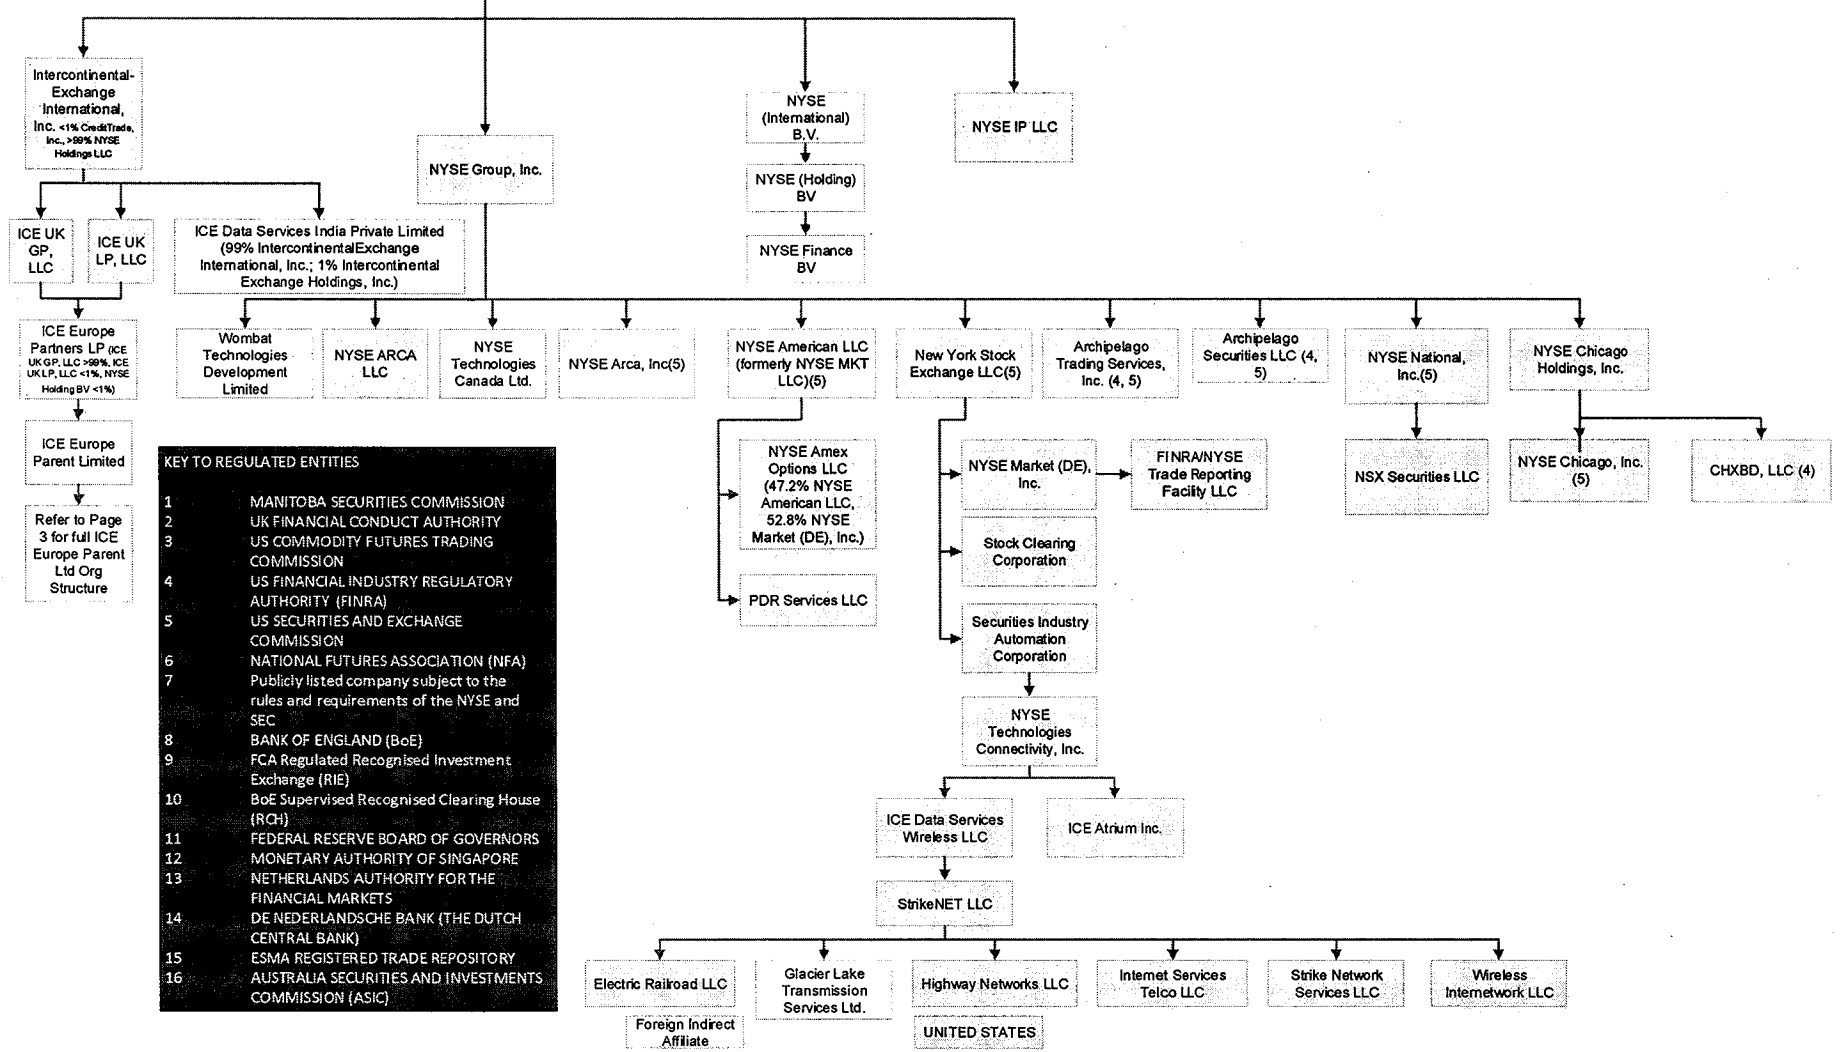 Intercontinental-
Exchange
International,
Inc. <1% CreditTrade,
Inc., >99% NYSE
Holdings LLC
NYSE Group, Inc.
NYSE
(International)
B.V.
NYSE IP LLC
NYSE (Holding)
BV
NYSE Finance
BV
ICE UK
GP,
LLC
ICE UK
LP, LLC
ICE Data Services India Private Limited
(99% IntercontinentalExchange
International, Inc.; 1% Intercontinental
Exchange Holdings, Inc.)
ICE Europe
Partners LP (ICE
UK GP, LLC >99%, ICE
UK LP, LLC <1%, NYSE
Holding BV <1%)
ICE Europe
Parent Limited
Refer to Page
3 for full ICE
Europe Parent
Ltd Org
Structure
Wombat
Technologies
Development
Limited
NYSE ARCA
LLC
NYSE
Technologies
Canada Ltd.
NYSE Arca, Inc(5)
NYSE American LLC
(formerly NYSE MKT
LLC)(5)
New York Stock
Exchange LLC(5)
Archipelago
Trading Services,
Inc. (4, 5)
Archipelago
Securities LLC (4,
5)
NYSE National,
Inc.(5)
NYSE Chicago
Holdings, Inc.
NYSE Amex
Options LLC
(47.2% NYSE
American LLC,
52.8% NYSE
Market (DE), Inc.)
PDR Services LLC
NYSE Market (DE),
Inc.
FINRA/NYSE
Trade Reporting
Facility LLC
Stock Clearing
Corporation
Securities Industry
Automation
Corporation
NSX Securities LLC
NYSE Chicago, Inc.
(5)
CHXBD, LLC (4)
NYSE
Technologies
Connectivity, Inc.
ICE Data Services
Wireless LLC
ICE Atrium Inc.
StrikeNET LLC
Electric Railroad LLC
Glacier Lake
Transmission
Services Ltd.
Highway Networks LLC
Internet Services
Telco LLC
Strike Network
Services LLC
Wireless
Internetwork LLC
Foreign Indirect
Affiliate
UNITED STATES
KEY TO REGULATED ENTITIES
1 MANITOBA SECURITIES COMMISSION
2 UK FINANCIAL CONDUCT AUTHORITY
3 US COMMODITY FUTURES TRADING
COMMISSION
4 US FINANCIAL INDUSTRY REGULATORY
AUTHORITY (FINRA)
5 US SECURITIES AND EXCHANGE
COMMISSION
6 NATIONAL FUTURES ASSOCIATION (NFA)
7 Publicly listed company subject to the
rules and requirements of the NYSE and
SEC
8 BANK OF ENGLAND (BoE)
9 FCA Regulated Recognised Investment
Exchange (RIE)
10 BoE Supervised Recognised Clearing House
(RCH)
11 FEDERAL RESERVE BOARD OF GOVERNORS
12 MONETARY AUTHORITY OF SINGAPORE
13 NETHERLANDS AUTHORITY FOR THE
FINANCIAL MARKETS
14 DE NEDERLANDSCHE BANK (THE DUTCH
CENTRAL BANK)
15 ESMA REGISTERED TRADE REPOSITORY
16 AUSTRALIA SECURITIES AND INVESTMENTS
COMMISSION (ASIC)